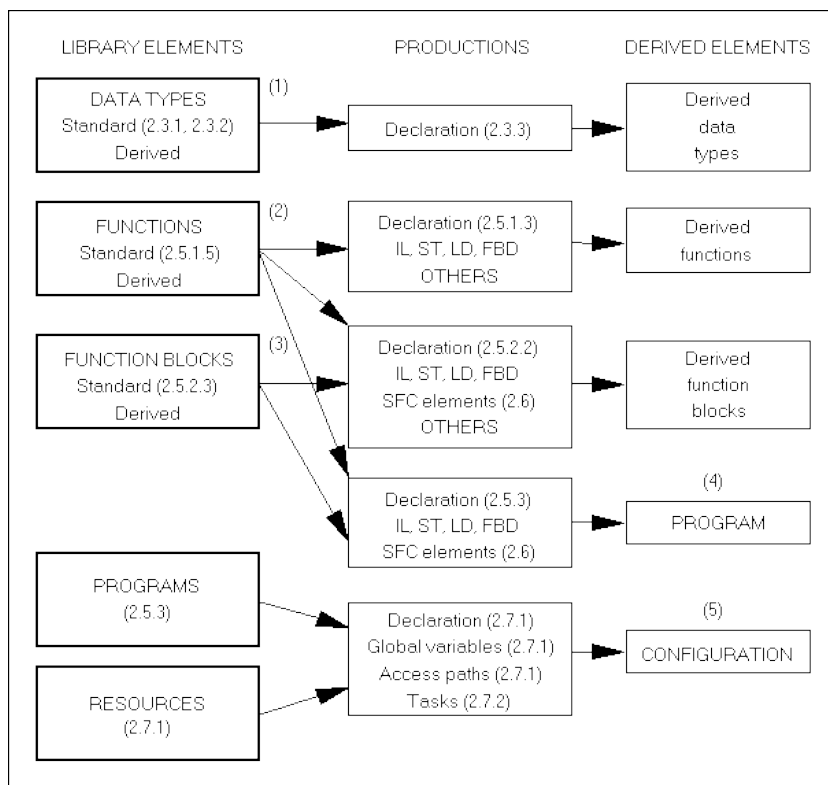 LIBRARY ELEMENTS
PRODUCTIONS
DERIVED ELEMENTS
(1)
DATA TYPES
Standard (2.3.1, 2.3.2)
Derived
Declaration (2.3.3)
Derived
data
types
(2)
FUNCTIONS
Standard (2.5.1.5)
Derived
Declaration (2.5.1.3)
IL, ST, LD, FBD
OTHERS
Derived
functions
(3)
FUNCTION BLOCKS
Standard (2.5.2.3)
Derived
Declaration (2.5.2.2)
IL, ST, LD, FBD
SFC elements (2.6)
OTHERS
Derived
function
blocks
Declaration (2.5.3)
IL, ST, LD, FBD
SFC elements (2.6)
(4)
PROGRAM
PROGRAMS
(2.5.3)
RESOURCES
(2.7.1)
Declaration (2.7.1)
Global variables (2.7.1)
Access paths (2.7.1)
Tasks (2.7.2)
(5)
CONFIGURATION